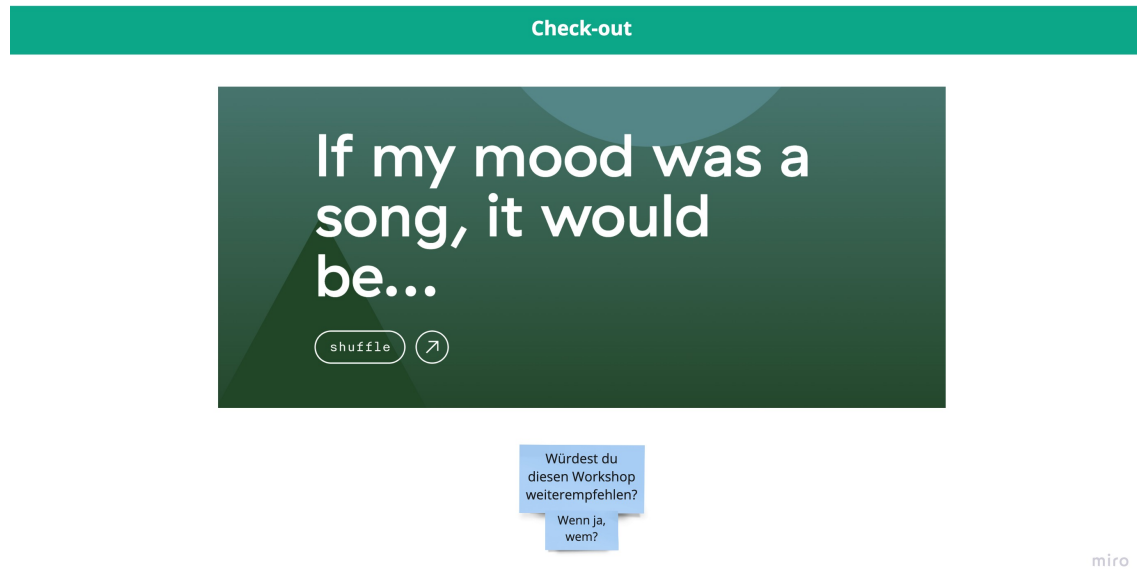 Check-out
If my mood was a
song, it would
be...
shuffle
Würdest du
diesen Workshop
weiterempfehlen?
Wenn ja,
wem?
miro